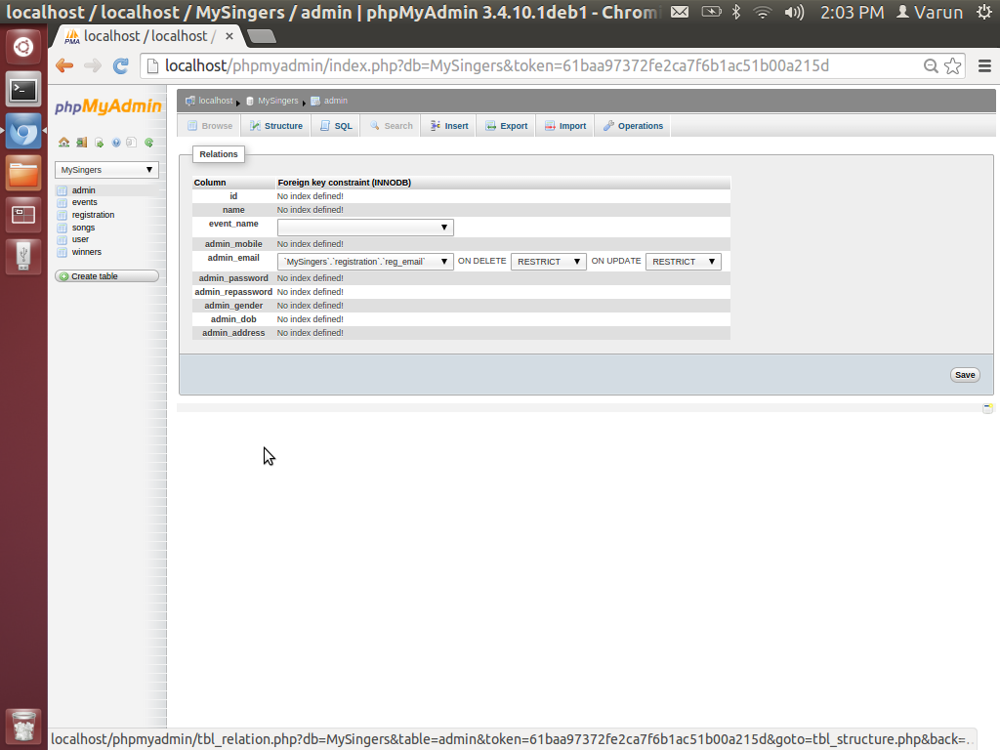 localhost / localhost / MySingers / admin | phpMyAdmin 3.4.10.1deb1 - Chromi
2:03 PM Varun
PMA localhost / localhost /
localhost/phpmyadmin/index.php?db=MySingers&token=61baa97372fe2ca7f6b1ac51b00a215d
phpMyAdmin
localhost MySingers admin
Browse Structure SQL Search Insert Export Import Operations
MySingers
admin
events
registration
songs
user
winners
Create table
Relations
Column Foreign key constraint (INNODB)
id No index defined!
name No index defined!
event_name
admin_mobile No index defined!
admin_email `MySingers`.`registration`.`reg_email` ON DELETE RESTRICT ON UPDATE RESTRICT
admin_password No index defined!
admin_repassword No index defined!
admin_gender No index defined!
admin_dob No index defined!
admin_address No index defined!
Save
localhost/phpmyadmin/tbl_relation.php?db=MySingers&table=admin&token=61baa97372fe2ca7f6b1ac51b00a215d&goto=tbl_structure.php&back=...